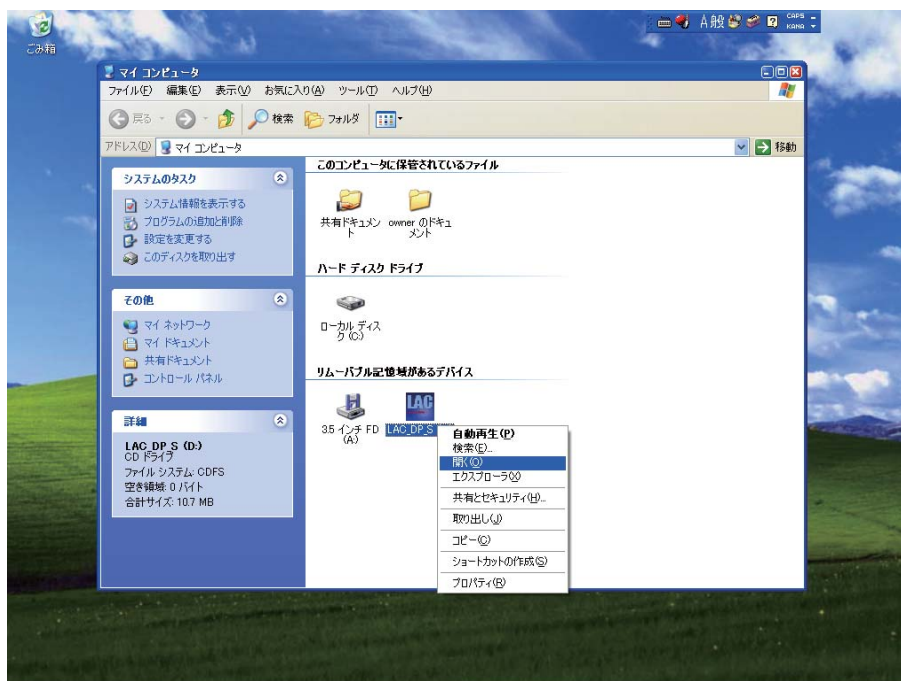 ごみ箱
A 般
CAPS
KANA
マイ コンピュータ
ファイル(F) 編集(E) 表示(V) お気に入り(A) ツール(T) ヘルプ(H)
戻る 検索 フォルダ
アドレス(D) マイ コンピュータ 移動
システムのタスク
システム情報を表示する
プログラムの追加と削除
設定を変更する
このディスクを取り出す
その他
マイ ネットワーク
マイ ドキュメント
共有ドキュメント
コントロール パネル
詳細
LAC_DP_S (D:)
CD ドライブ
ファイル システム: CDFS
空き領域: 0 バイト
合計サイズ: 10.7 MB
このコンピュータに保管されているファイル
共有ドキュメン
ト
owner のドキュ
メント
ハード ディスク ドライブ
ローカル ディス
ク (C:)
リムーバブル記憶域があるデバイス
3.5 インチ FD
(A)
LAC
LAC_DP_S
自動再生(P)
検索(E)...
開く(O)
エクスプローラ(X)
共有とセキュリティ(H)...
取り出し(J)
コピー(C)
ショートカットの作成(S)
プロパティ(R)